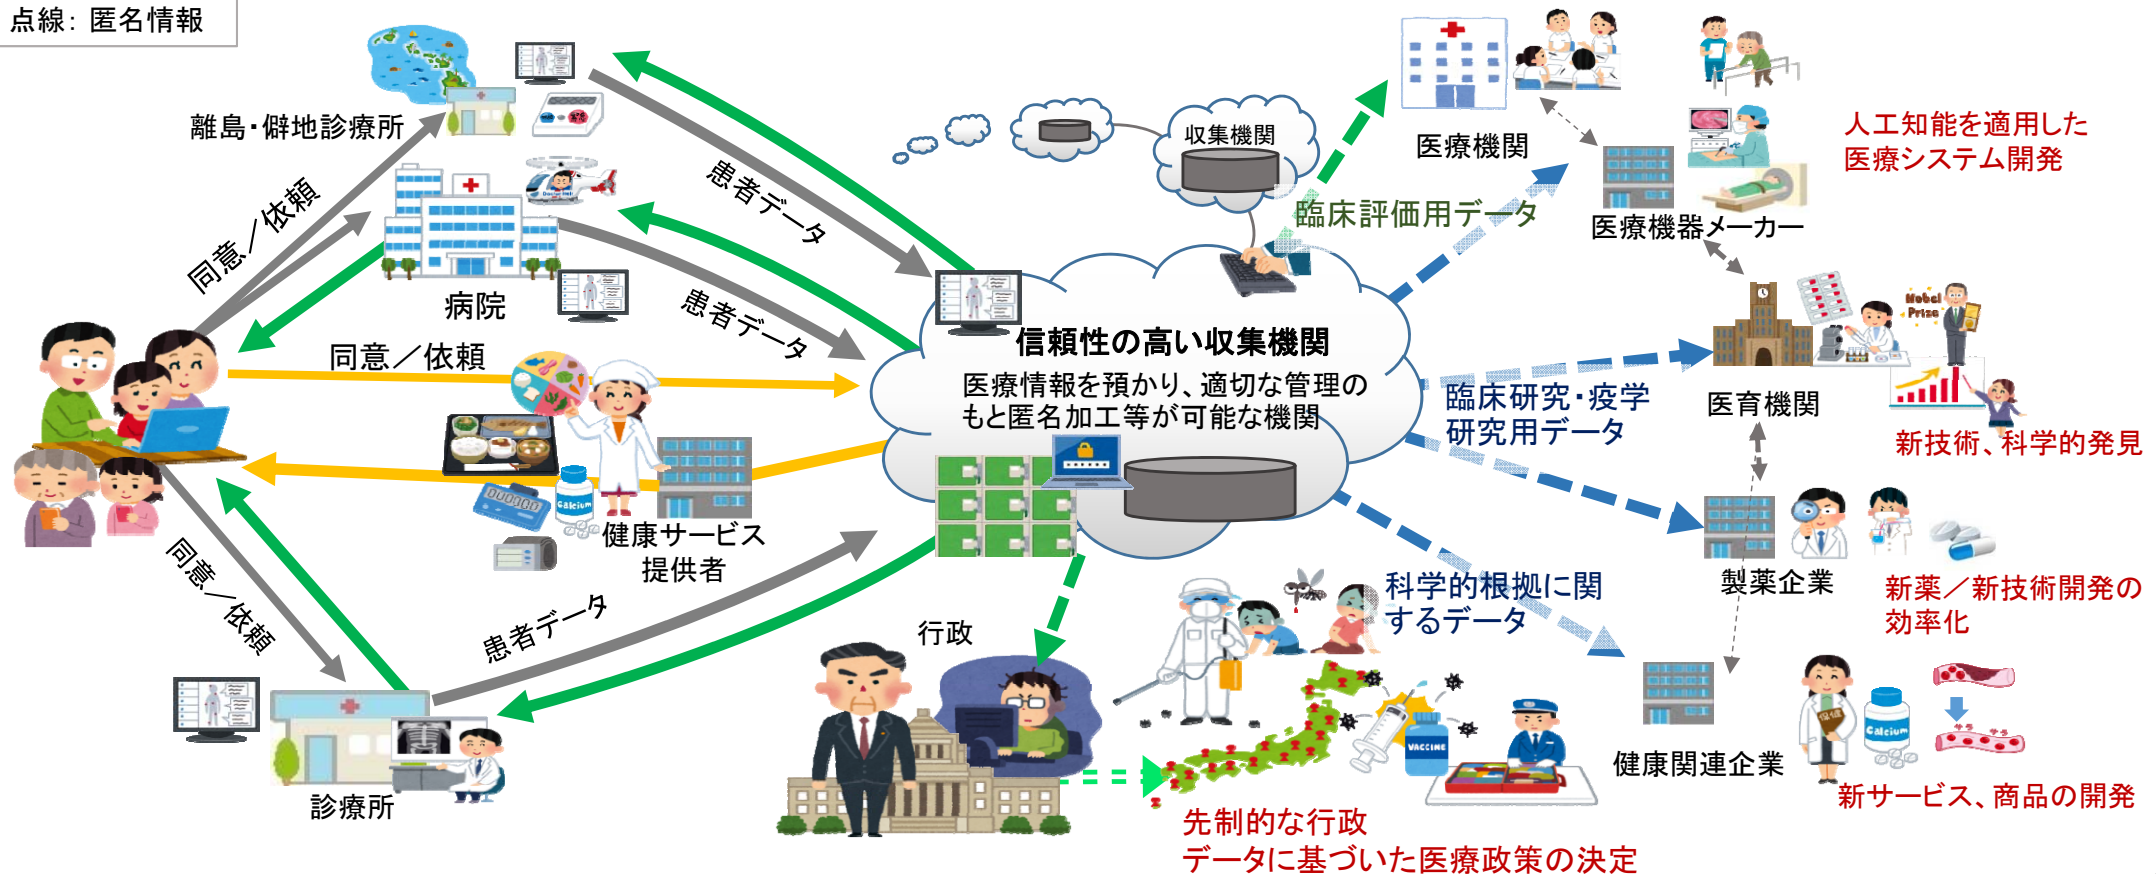 点線： 匿名情報
離島・僻地診療所
同意／依頼
病院
患者データ
患者データ
同意／依頼
健康サービス
提供者
Calcium
同意／依頼
患者データ
診療所
収集機関
信頼性の高い収集機関
医療情報を預かり、適切な管理の
もと匿名加工等が可能な機関
行政
臨床評価用データ
臨床研究・疫学
研究用データ
科学的根拠に関
するデータ
VACCINE
先制的な行政
データに基づいた医療政策の決定
医療機関
医療機器メーカー
人工知能を適用した
医療システム開発
Nobel
Prize
医育機関
新技術、科学的発見
製薬企業
新薬／新技術開発の
効率化
健康関連企業
保健
Calcium
サラ
サラ
新サービス、商品の開発